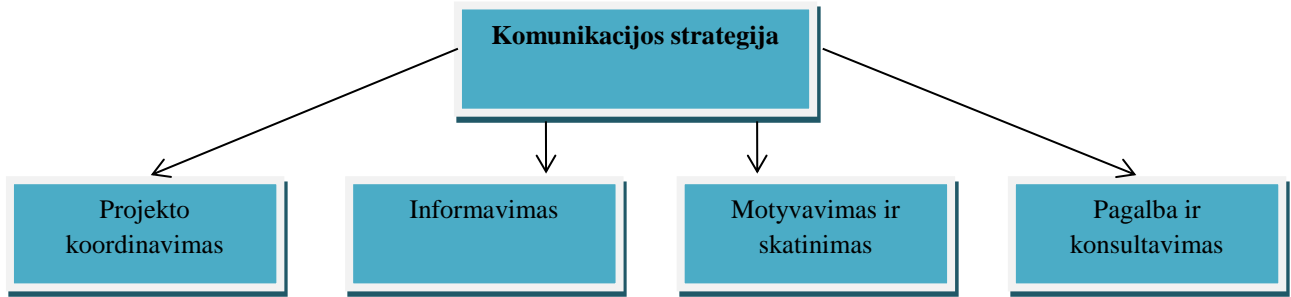 Komunikacijos strategija
Projekto
koordinavimas
Informavimas
Motyvavimas ir
skatinimas
Pagalba ir
konsultavimas